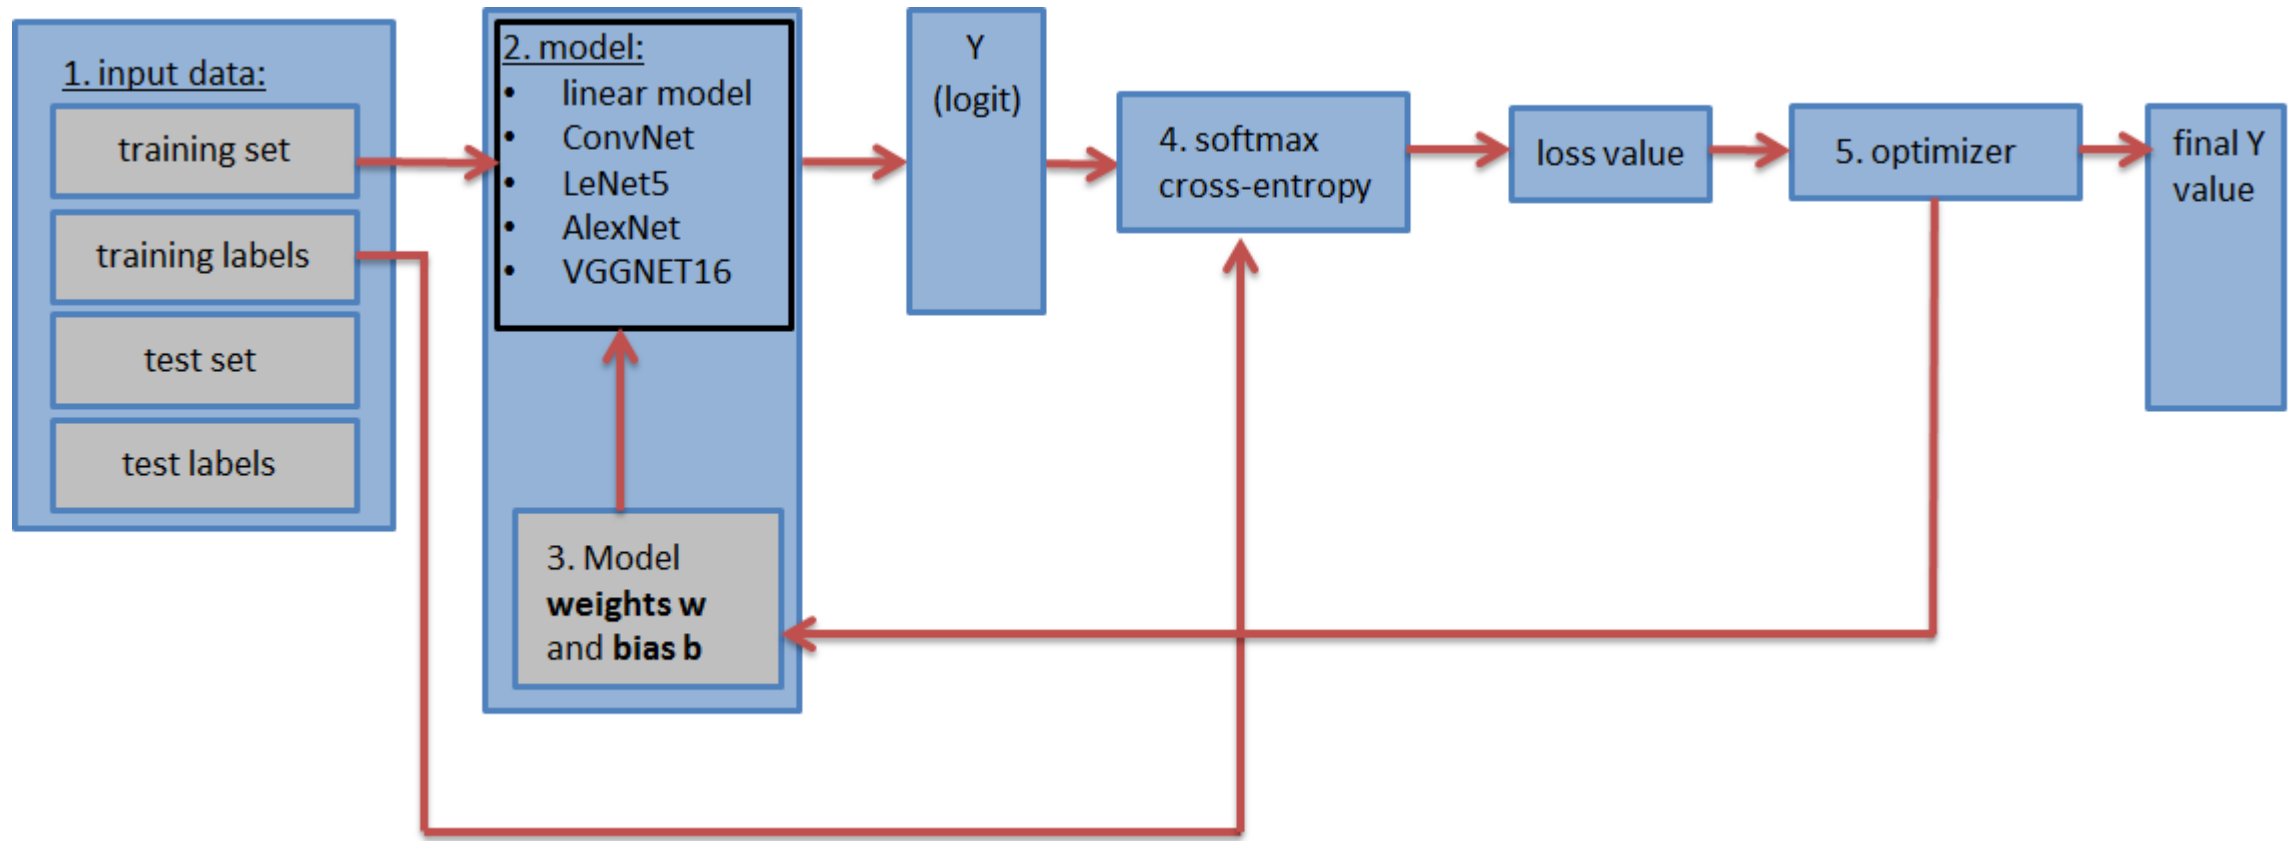 1. input data:
training set
training labels
test set
test labels
2. model:
• linear model
• ConvNet
• LeNet5
• AlexNet
• VGGNET16
3. Model
weights w
and bias b
Y
(logit)
4. softmax
cross-entropy
loss value
5. optimizer
final Y
value